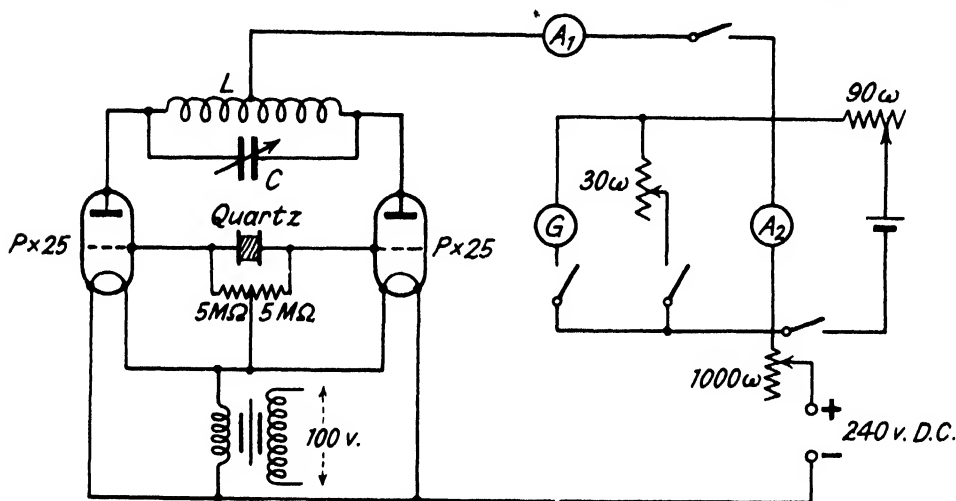 A1
L
90ω
C
30ω
Quartz
G
A2
Px25
Px25
5MΩ 5MΩ
1000ω
+
100 v.
240 v. D.C.
−